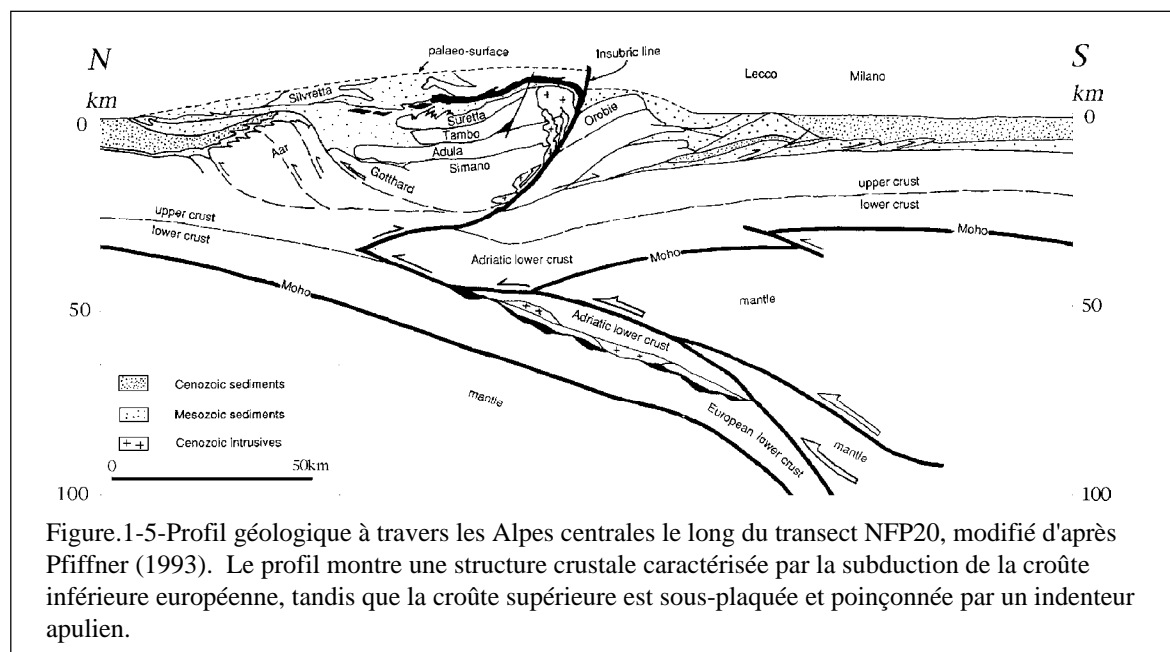 N
S
palaeo-surface
Insubric line
Lecco
Milano
km
km
0
0
Silvretta
Suretta
Tambo
Adula
Simano
Orobie
Aar
Gotthard
upper crust
lower crust
upper crust
lower crust
Moho
Adriatic lower crust
Moho
Moho
50
50
mantle
Adriatic lower crust
Cenozoic sediments
Mesozoic sediments
Cenozoic Intrusives
mantle
European lower crust
mantle
0
50km
100
100
Figure.1-5-Profil géologique à travers les Alpes centrales le long du transect NFP20, modifié d'après
Pfiffner (1993). Le profil montre une structure crustale caractérisée par la subduction de la croûte
inférieure européenne, tandis que la croûte supérieure est sous-plaquée et poinçonnée par un indenteur
apulien.